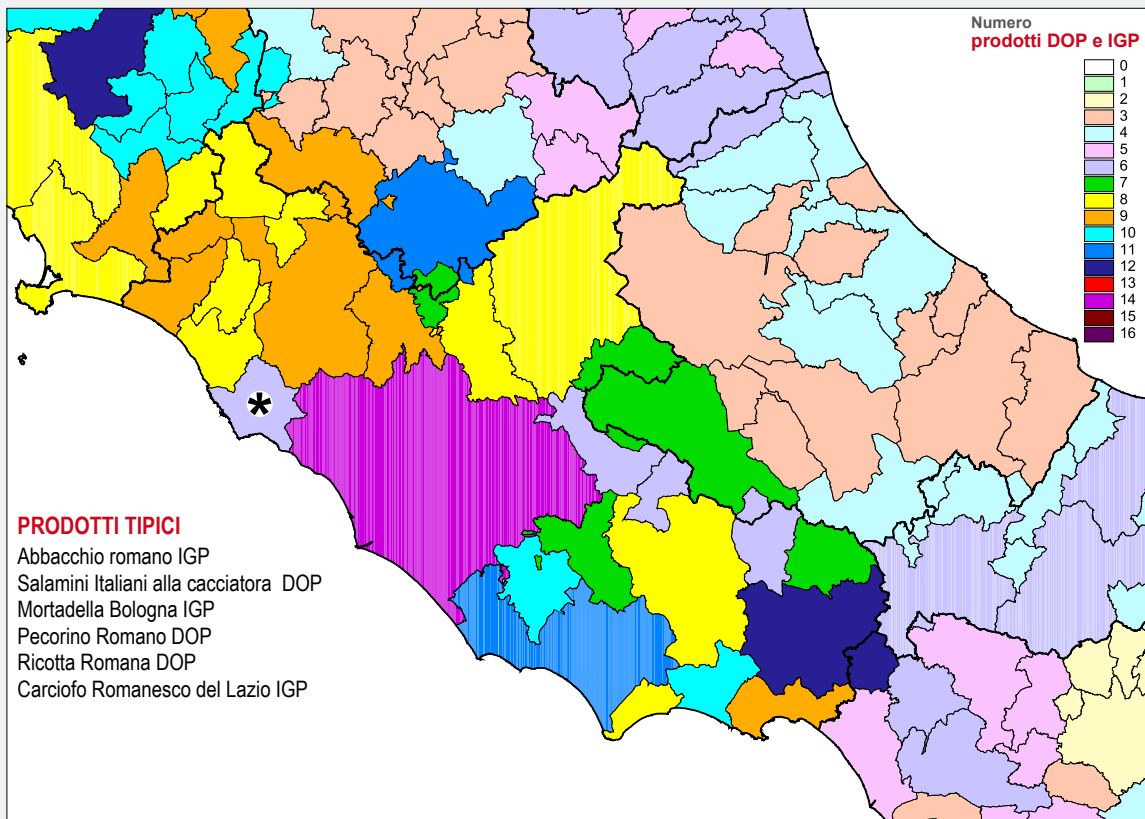 Numero
prodotti DOP e IGP
0
1
2
3
4
5
6
7
8
9
10
11
12
13
14
15
16
*
PRODOTTI TIPICI
Abbacchio romano IGP
Salamini Italiani alla cacciatora DOP
Mortadella Bologna IGP
Pecorino Romano DOP
Ricotta Romana DOP
Carciofo Romanesco del Lazio IGP